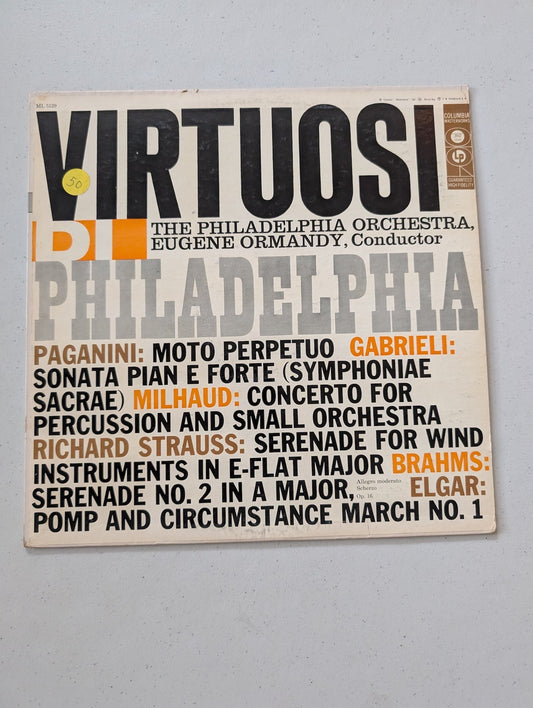 ML 5129
VIRTUOSI
50
COLUMBIA
MASTERWORKS
360
LP
GUARANTEED
HIGH FIDELITY
DI
THE PHILADELPHIA ORCHESTRA,
EUGENE ORMANDY, Conductor
PHILADELPHIA
PAGANINI: MOTO PERPETUO GABRIELI:
SONATA PIAN E FORTE (SYMPHONIAE
SACRAE) MILHAUD: CONCERTO FOR
PERCUSSION AND SMALL ORCHESTRA
RICHARD STRAUSS: SERENADE FOR WIND
INSTRUMENTS IN E-FLAT MAJOR BRAHMS:
SERENADE NO. 2 IN A MAJOR, Allegro moderato
Scherzo
Op. 16 ELGAR:
POMP AND CIRCUMSTANCE MARCH NO. 1